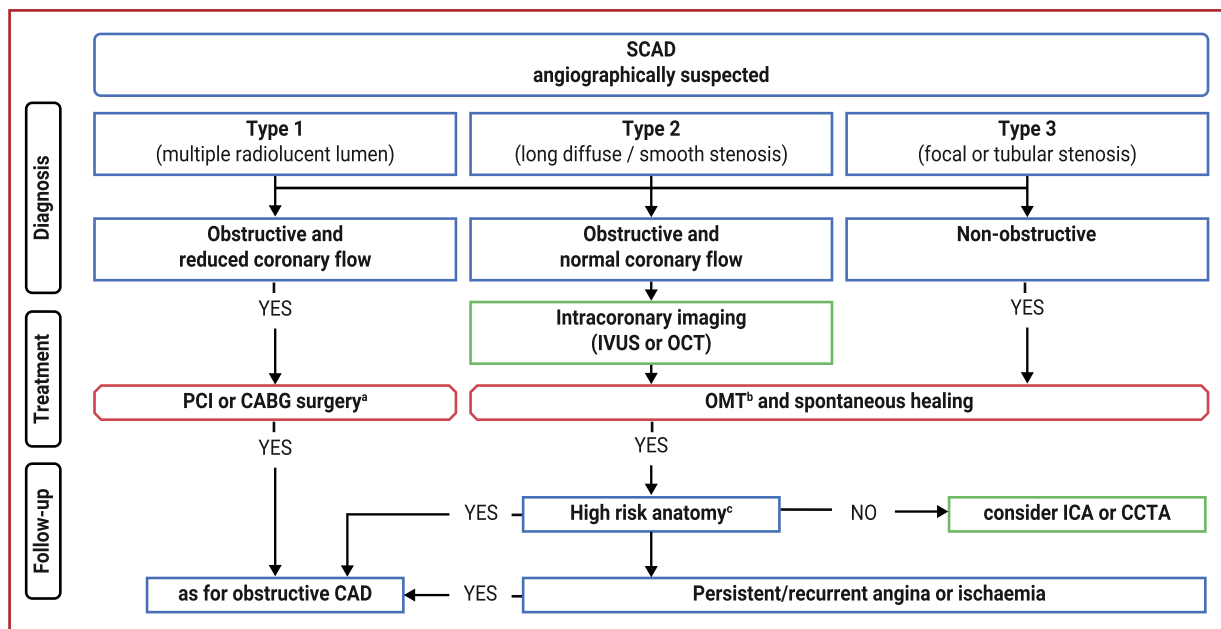 SCAD
angiographically suspected
Diagnosis
Type 1
(multiple radiolucent lumen)
Type 2
(long diffuse / smooth stenosis)
Type 3
(focal or tubular stenosis)
Obstructive and
reduced coronary flow
Obstructive and
normal coronary flow
Non-obstructive
YES
YES
Treatment
Intracoronary imaging
(IVUS or OCT)
PCI or CABG surgeryᵃ
OMTᵇ and spontaneous healing
YES
YES
Follow-up
YES
High risk anatomyᶜ
NO
consider ICA or CCTA
as for obstructive CAD
YES
Persistent/recurrent angina or ischaemia